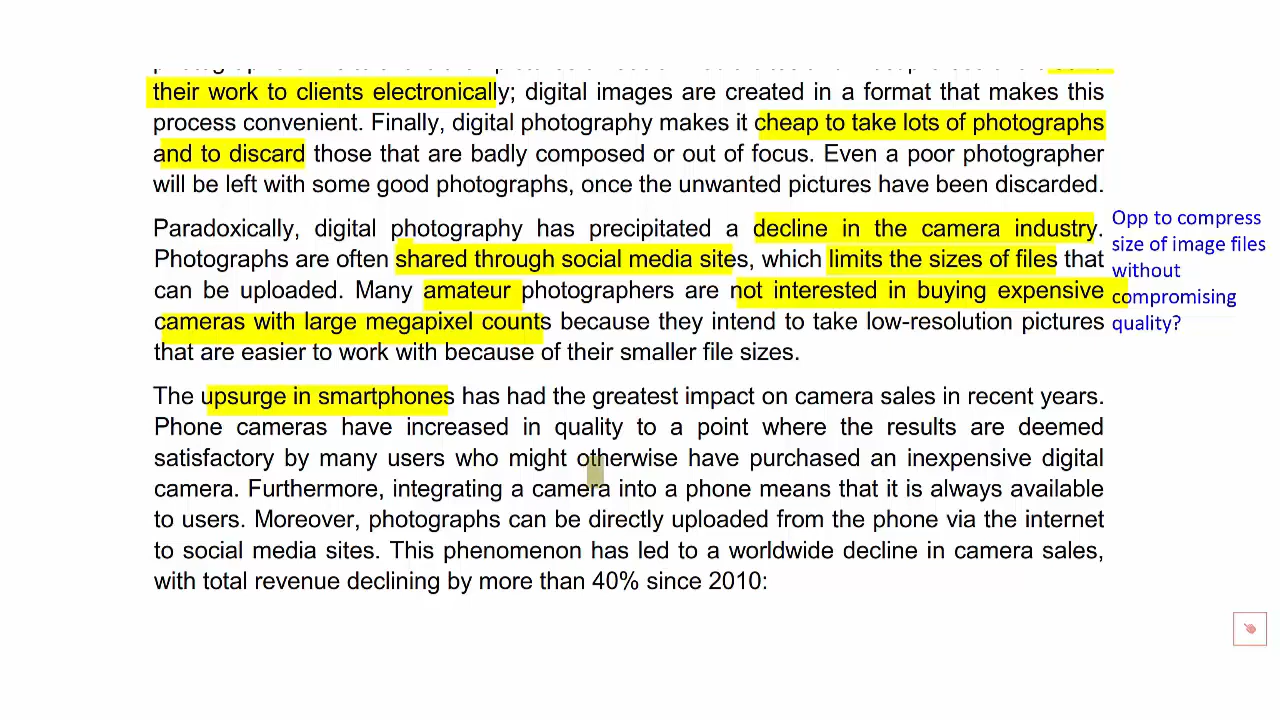 their work to clients electronically; digital images are created in a format that makes this
process convenient. Finally, digital photography makes it cheap to take lots of photographs
and to discard those that are badly composed or out of focus. Even a poor photographer
will be left with some good photographs, once the unwanted pictures have been discarded.
Paradoxically, digital photography has precipitated a decline in the camera industry.
Photographs are often shared through social media sites, which limits the sizes of files that
can be uploaded. Many amateur photographers are not interested in buying expensive
cameras with large megapixel counts because they intend to take low-resolution pictures
that are easier to work with because of their smaller file sizes.
Opp to compress
size of image files
without
compromising
quality?
The upsurge in smartphones has had the greatest impact on camera sales in recent years.
Phone cameras have increased in quality to a point where the results are deemed
satisfactory by many users who might otherwise have purchased an inexpensive digital
camera. Furthermore, integrating a camera into a phone means that it is always available
to users. Moreover, photographs can be directly uploaded from the phone via the internet
to social media sites. This phenomenon has led to a worldwide decline in camera sales,
with total revenue declining by more than 40% since 2010: